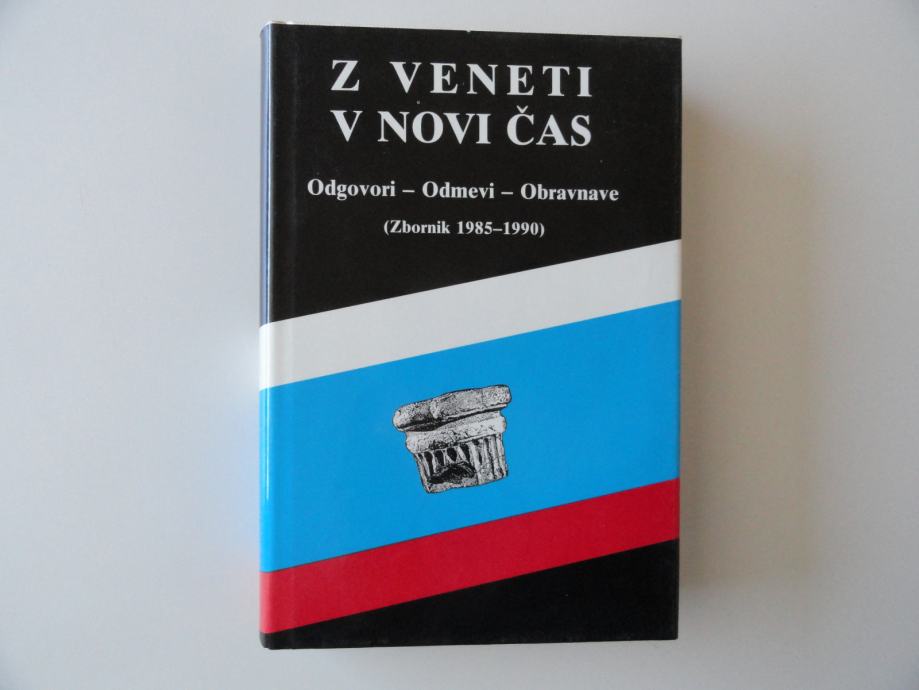 Z VENETI
V NOVI ČAS
Odgovori – Odmevi – Obravnave
(Zbornik 1985–1990)